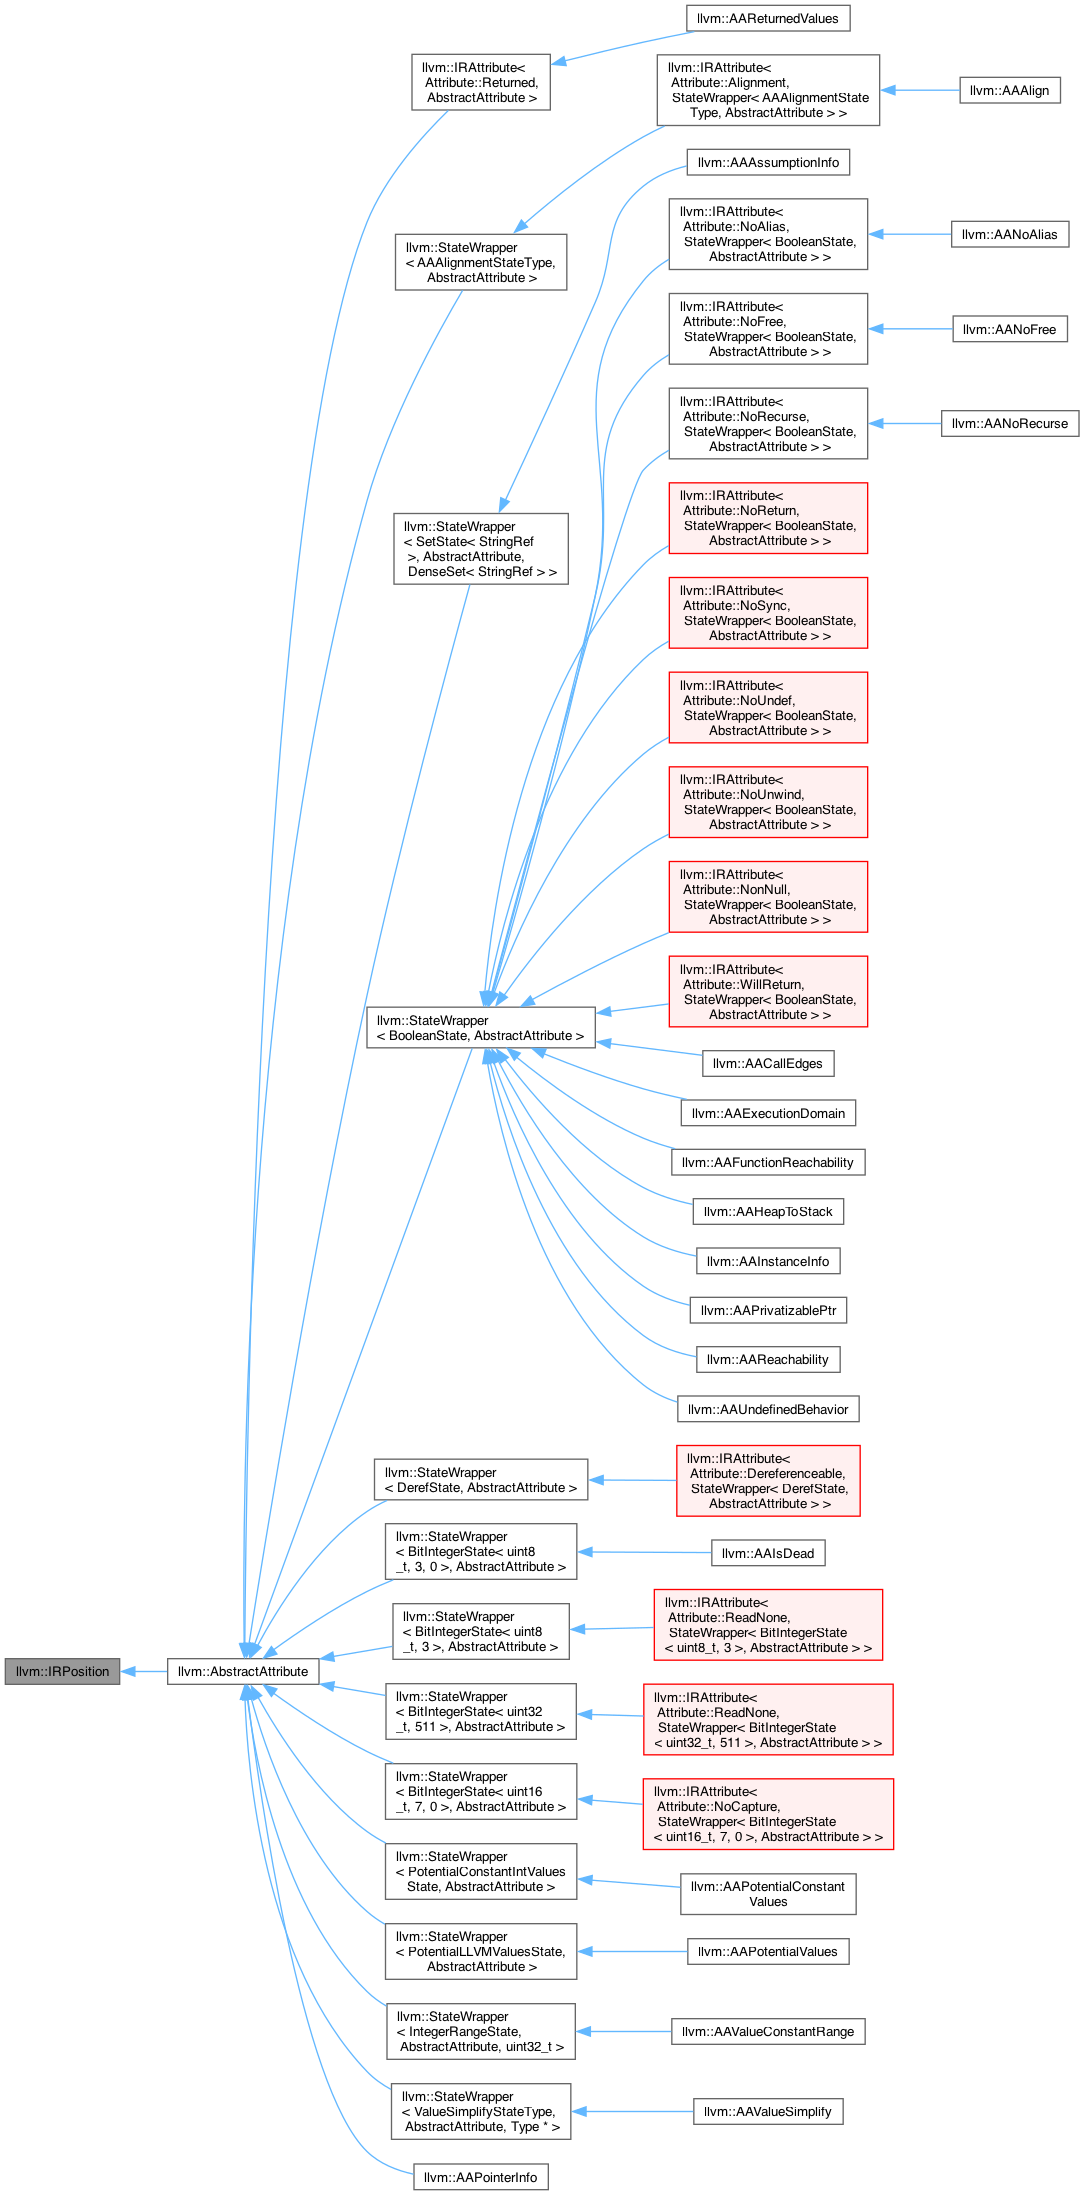 llvm::IRPosition
llvm::AbstractAttribute
llvm::IRAttribute<
Attribute::Returned,
AbstractAttribute >
llvm::StateWrapper
< AAAlignmentStateType,
AbstractAttribute >
llvm::StateWrapper
< SetState< StringRef
>, AbstractAttribute,
DenseSet< StringRef > >
llvm::StateWrapper
< BooleanState, AbstractAttribute >
llvm::StateWrapper
< DerefState, AbstractAttribute >
llvm::StateWrapper
< BitIntegerState< uint8
_t, 3, 0 >, AbstractAttribute >
llvm::StateWrapper
< BitIntegerState< uint8
_t, 3 >, AbstractAttribute >
llvm::StateWrapper
< BitIntegerState< uint32
_t, 511 >, AbstractAttribute >
llvm::StateWrapper
< BitIntegerState< uint16
_t, 7, 0 >, AbstractAttribute >
llvm::StateWrapper
< PotentialConstantIntValues
State, AbstractAttribute >
llvm::StateWrapper
< PotentialLLVMValuesState,
AbstractAttribute >
llvm::StateWrapper
< IntegerRangeState,
AbstractAttribute, uint32_t >
llvm::StateWrapper
< ValueSimplifyStateType,
AbstractAttribute, Type * >
llvm::AAPointerInfo
llvm::AAReturnedValues
llvm::IRAttribute<
Attribute::Alignment,
StateWrapper< AAAlignmentState
Type, AbstractAttribute > >
llvm::AAAlign
llvm::AAAssumptionInfo
llvm::IRAttribute<
Attribute::NoAlias,
StateWrapper< BooleanState,
AbstractAttribute > >
llvm::AANoAlias
llvm::IRAttribute<
Attribute::NoFree,
StateWrapper< BooleanState,
AbstractAttribute > >
llvm::AANoFree
llvm::IRAttribute<
Attribute::NoRecurse,
StateWrapper< BooleanState,
AbstractAttribute > >
llvm::AANoRecurse
llvm::IRAttribute<
Attribute::NoReturn,
StateWrapper< BooleanState,
AbstractAttribute > >
llvm::IRAttribute<
Attribute::NoSync,
StateWrapper< BooleanState,
AbstractAttribute > >
llvm::IRAttribute<
Attribute::NoUndef,
StateWrapper< BooleanState,
AbstractAttribute > >
llvm::IRAttribute<
Attribute::NoUnwind,
StateWrapper< BooleanState,
AbstractAttribute > >
llvm::IRAttribute<
Attribute::NonNull,
StateWrapper< BooleanState,
AbstractAttribute > >
llvm::IRAttribute<
Attribute::WillReturn,
StateWrapper< BooleanState,
AbstractAttribute > >
llvm::AACallEdges
llvm::AAExecutionDomain
llvm::AAFunctionReachability
llvm::AAHeapToStack
llvm::AAInstanceInfo
llvm::AAPrivatizablePtr
llvm::AAReachability
llvm::AAUndefinedBehavior
llvm::IRAttribute<
Attribute::Dereferenceable,
StateWrapper< DerefState,
AbstractAttribute > >
llvm::AAIsDead
llvm::IRAttribute<
Attribute::ReadNone,
StateWrapper< BitIntegerState
< uint8_t, 3 >, AbstractAttribute > >
llvm::IRAttribute<
Attribute::ReadNone,
StateWrapper< BitIntegerState
< uint32_t, 511 >, AbstractAttribute > >
llvm::IRAttribute<
Attribute::NoCapture,
StateWrapper< BitIntegerState
< uint16_t, 7, 0 >, AbstractAttribute > >
llvm::AAPotentialConstant
Values
llvm::AAPotentialValues
llvm::AAValueConstantRange
llvm::AAValueSimplify